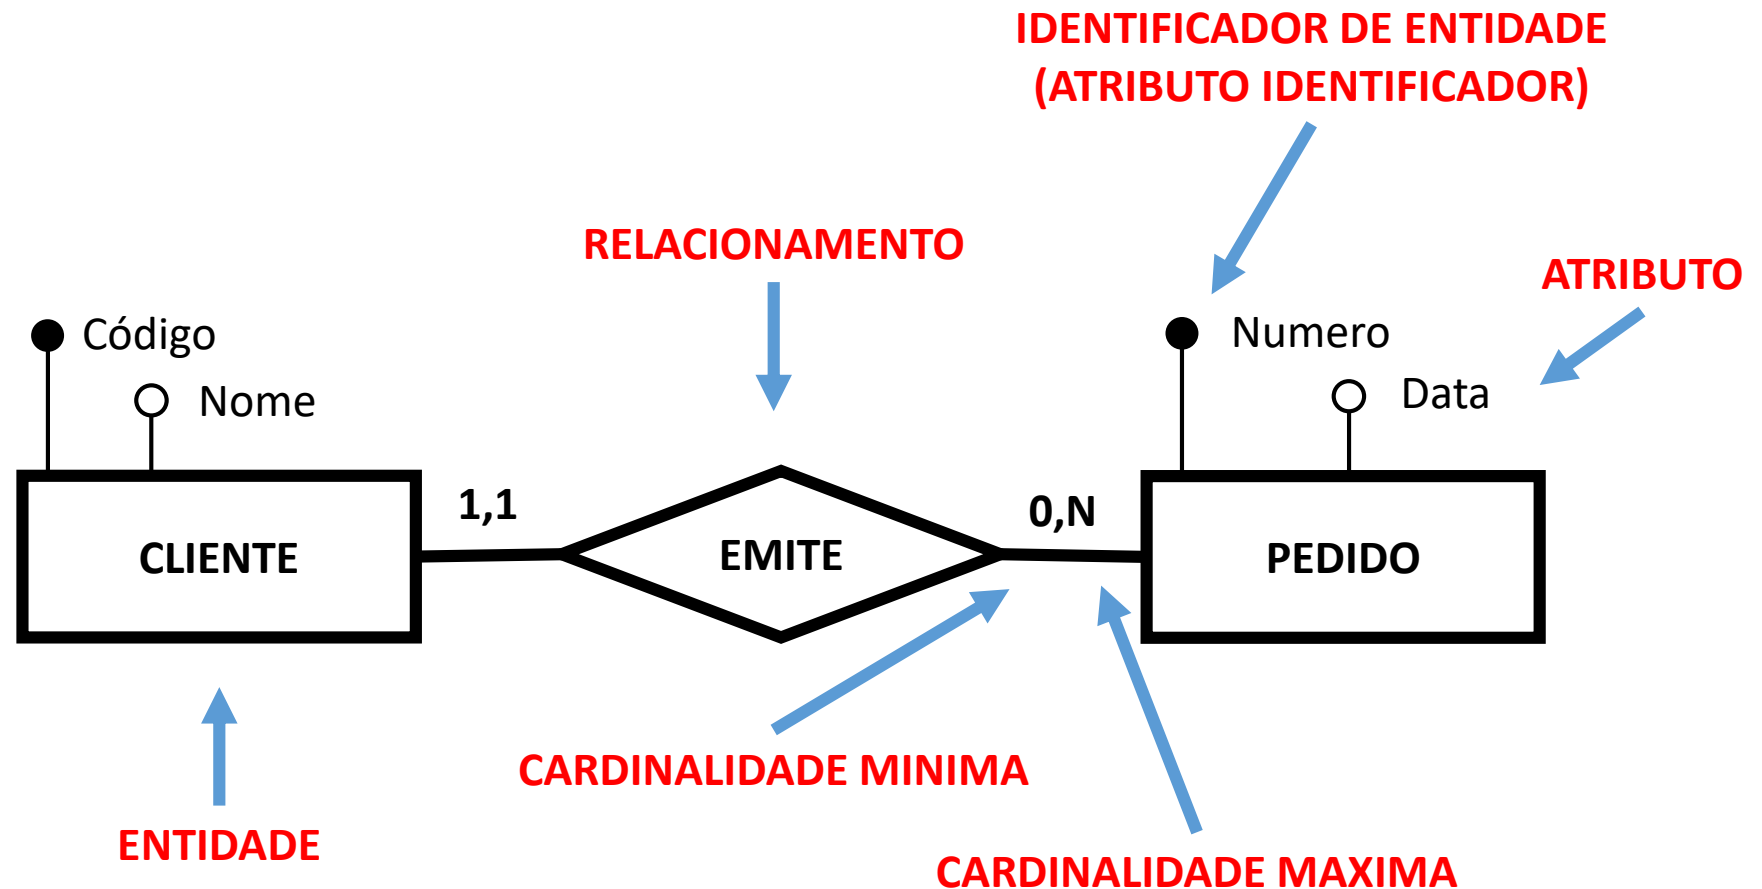 IDENTIFICADOR DE ENTIDADE
(ATRIBUTO IDENTIFICADOR)
RELACIONAMENTO
ATRIBUTO
Código
Numero
Nome
Data
1,1
0,N
CLIENTE
EMITE
PEDIDO
CARDINALIDADE MINIMA
ENTIDADE
CARDINALIDADE MAXIMA